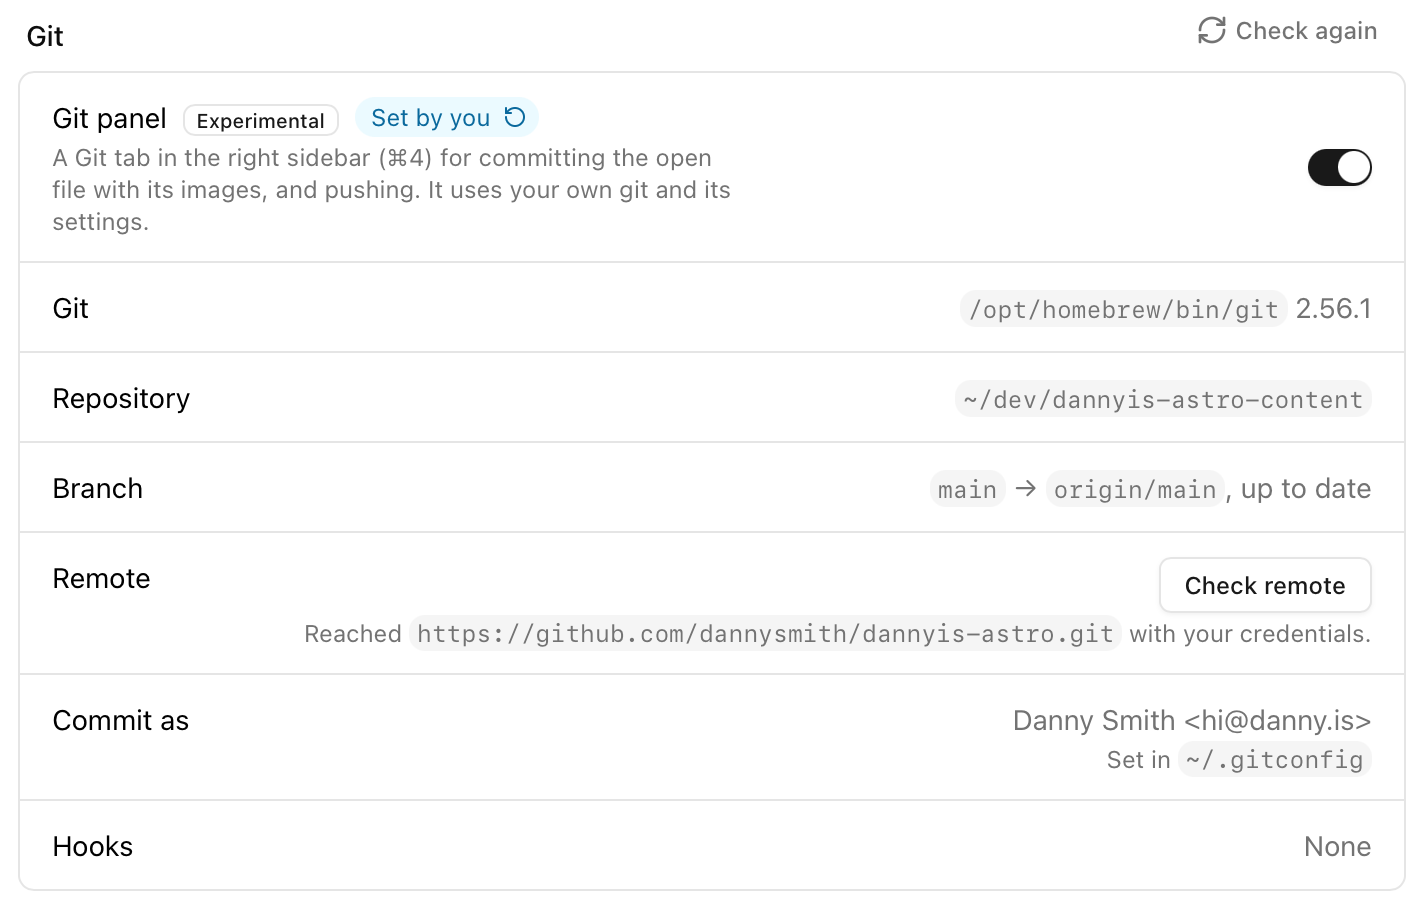 Git
Check again
Git panel Experimental Set by you
A Git tab in the right sidebar (⌘4) for committing the open
file with its images, and pushing. It uses your own git and its
settings.
Git
/opt/homebrew/bin/git 2.56.1
Repository
~/dev/dannyis-astro-content
Branch
main → origin/main, up to date
Remote
Check remote
Reached https://github.com/dannysmith/dannyis-astro.git with your credentials.
Commit as
Danny Smith <hi@danny.is>
Set in ~/.gitconfig
Hooks
None